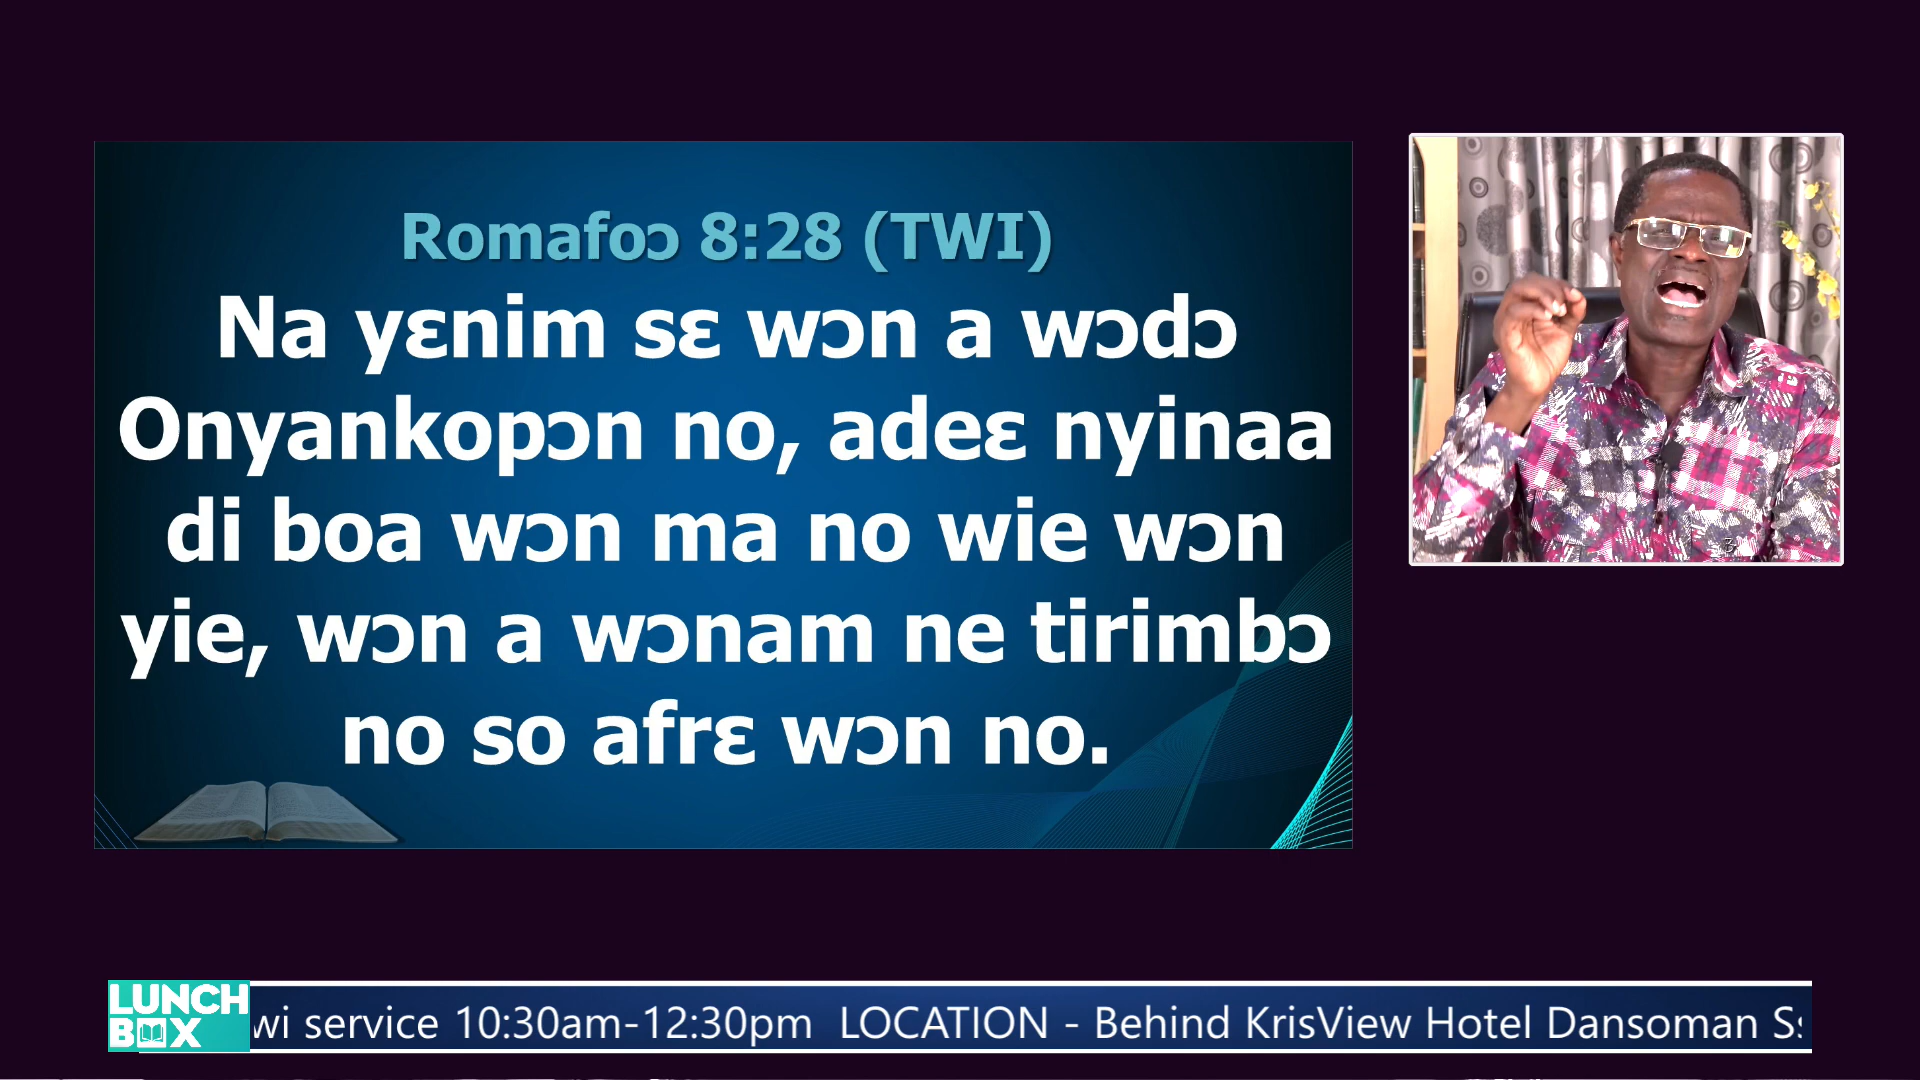 Romafoɔ 8:28 (TWI)
Na yɛnim sɛ wɔn a wɔdɔ
Onyankopɔn no, adeɛ nyinaa
di boa wɔn ma no wie wɔn
yie, wɔn a wɔnam ne tirimbɔ
no so afrɛ wɔn no.
LUNCH
BOX
service 10:30am-12:30pm LOCATION - Behind KrisView Hotel Dansoman